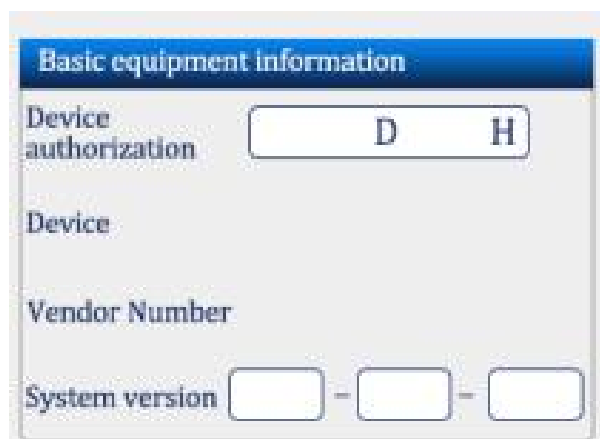 Basic equipment information
Device
authorization
D H
Device
Vendor Number
System version - -